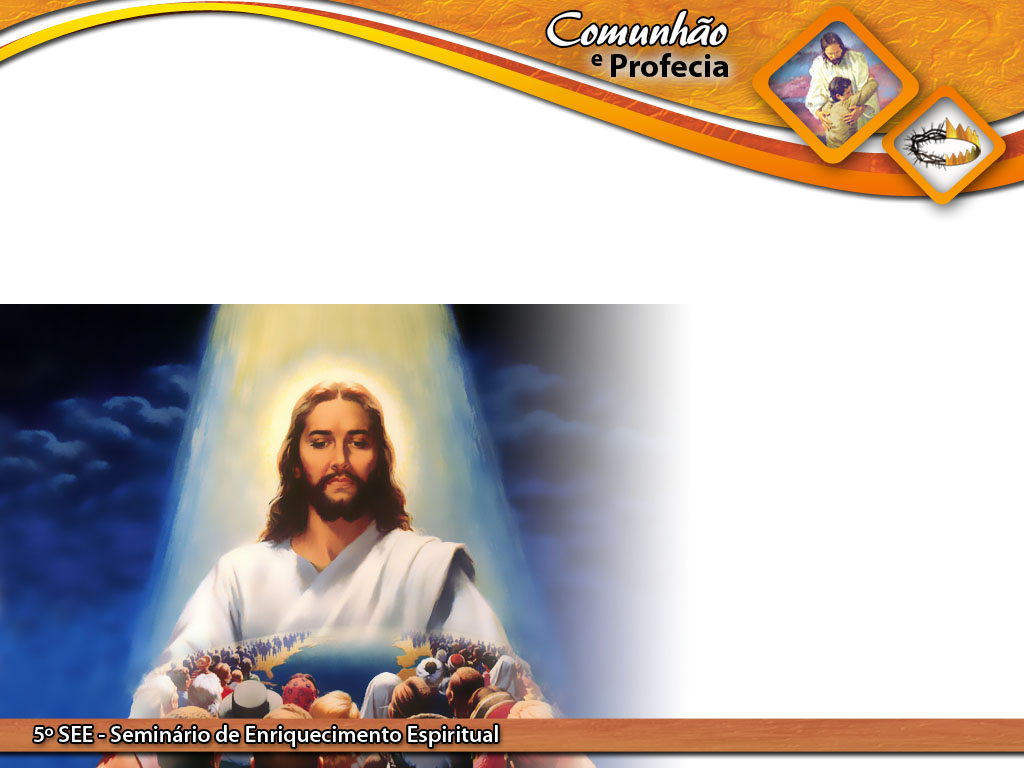 Comunhão
e Profecia
5º SEE - Seminário de Enriquecimento Espiritual